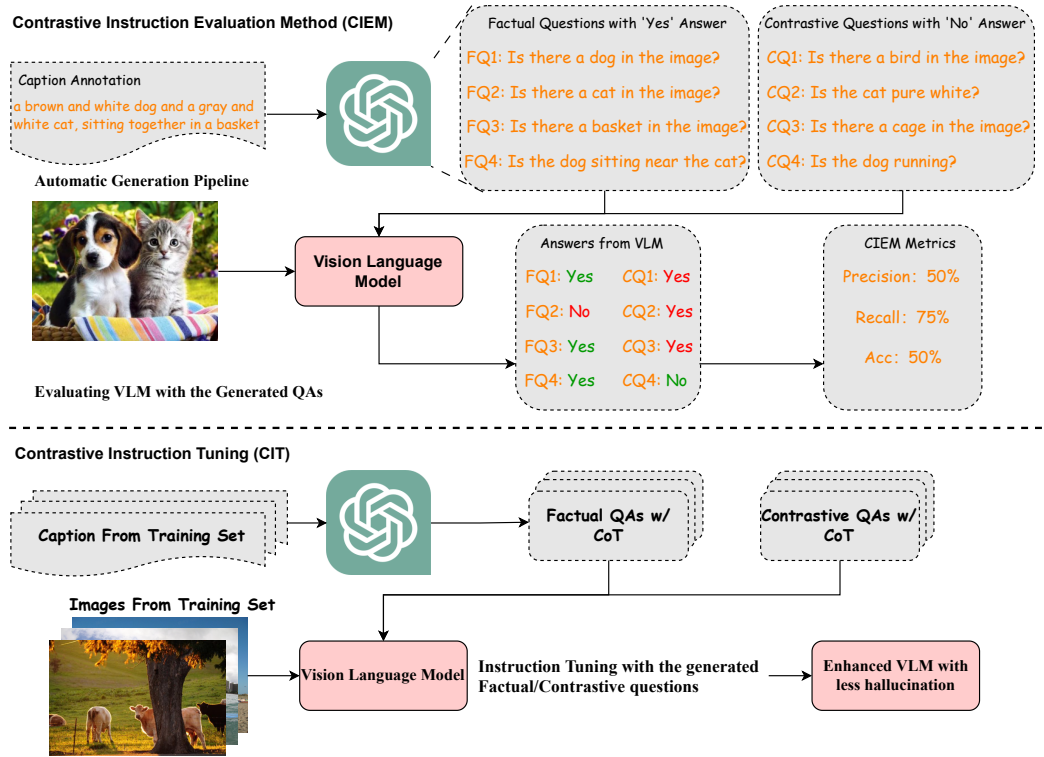 Contrastive Instruction Evaluation Method (CIEM)
Caption Annotation
a brown and white dog and a gray and
white cat, sitting together in a basket
Automatic Generation Pipeline
Factual Questions with 'Yes' Answer
FQ1: Is there a dog in the image?
FQ2: Is there a cat in the image?
FQ3: Is there a basket in the image?
FQ4: Is the dog sitting near the cat?
Contrastive Questions with 'No' Answer
CQ1: Is there a bird in the image?
CQ2: Is the cat pure white?
CQ3: Is there a cage in the image?
CQ4: Is the dog running?
Vision Language
Model
Answers from VLM
FQ1: Yes CQ1: Yes
FQ2: No CQ2: Yes
FQ3: Yes CQ3: Yes
FQ4: Yes CQ4: No
CIEM Metrics
Precision: 50%
Recall: 75%
Acc: 50%
Evaluating VLM with the Generated QAs
Contrastive Instruction Tuning (CIT)
Caption From Training Set
Factual QAs w/
CoT
Contrastive QAs w/
CoT
Images From Training Set
Vision Language Model
Instruction Tuning with the generated
Factual/Contrastive questions
Enhanced VLM with
less hallucination